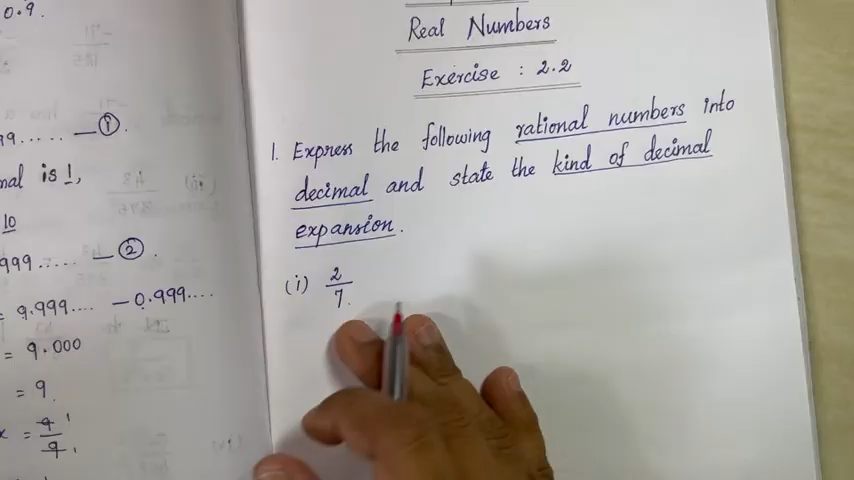 0.9.
99..... —①.
mal is 1,
10
999..... —②.
= 9.999.... - 0.999....
= 9.000
= 9.
x = 9/9
Real Numbers
Exercise : 2.2
1. Express the following rational numbers into
decimal and state the kind of decimal
expansion.
(i) 2/7.